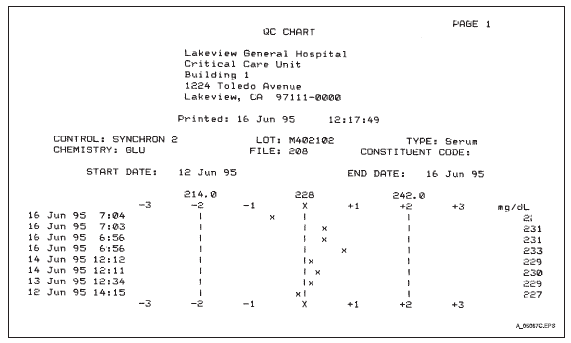 PAGE 1
QC CHART
Lakeview General Hospital
Critical Care Unit
Building 1
1224 Toledo Avenue
Lakeview, CA 97111-0000
Printed: 16 Jun 95 12:17:49
CONTROL: SYNCHRON 2 LOT: M402102 TYPE: Serum
CHEMISTRY: GLU FILE: 208 CONSTITUENT CODE:
START DATE: 12 Jun 95 END DATE: 16 Jun 95
214.0 228 242.0
-3 -2 -1 X +1 +2 +3 mg/dL
16 Jun 95 7:04 | x | |
16 Jun 95 7:03 | | x | 231
16 Jun 95 6:56 | | x | 231
16 Jun 95 6:56 | | x | 233
14 Jun 95 12:12 | |x | 229
14 Jun 95 12:11 | | x | 230
13 Jun 95 12:34 | |x | 229
12 Jun 95 14:15 | x| | 227
-3 -2 -1 X +1 +2 +3
A_05067C.EPS